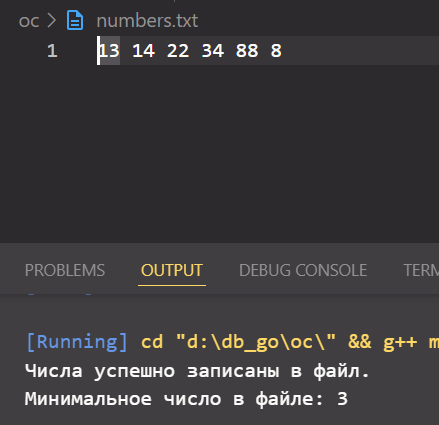 oc > numbers.txt
1 13 14 22 34 88 8
PROBLEMS OUTPUT DEBUG CONSOLE TERM
[Running] cd "d:\db_go\oc\" && g++ m
Числа успешно записаны в файл.
Минимальное число в файле: 3